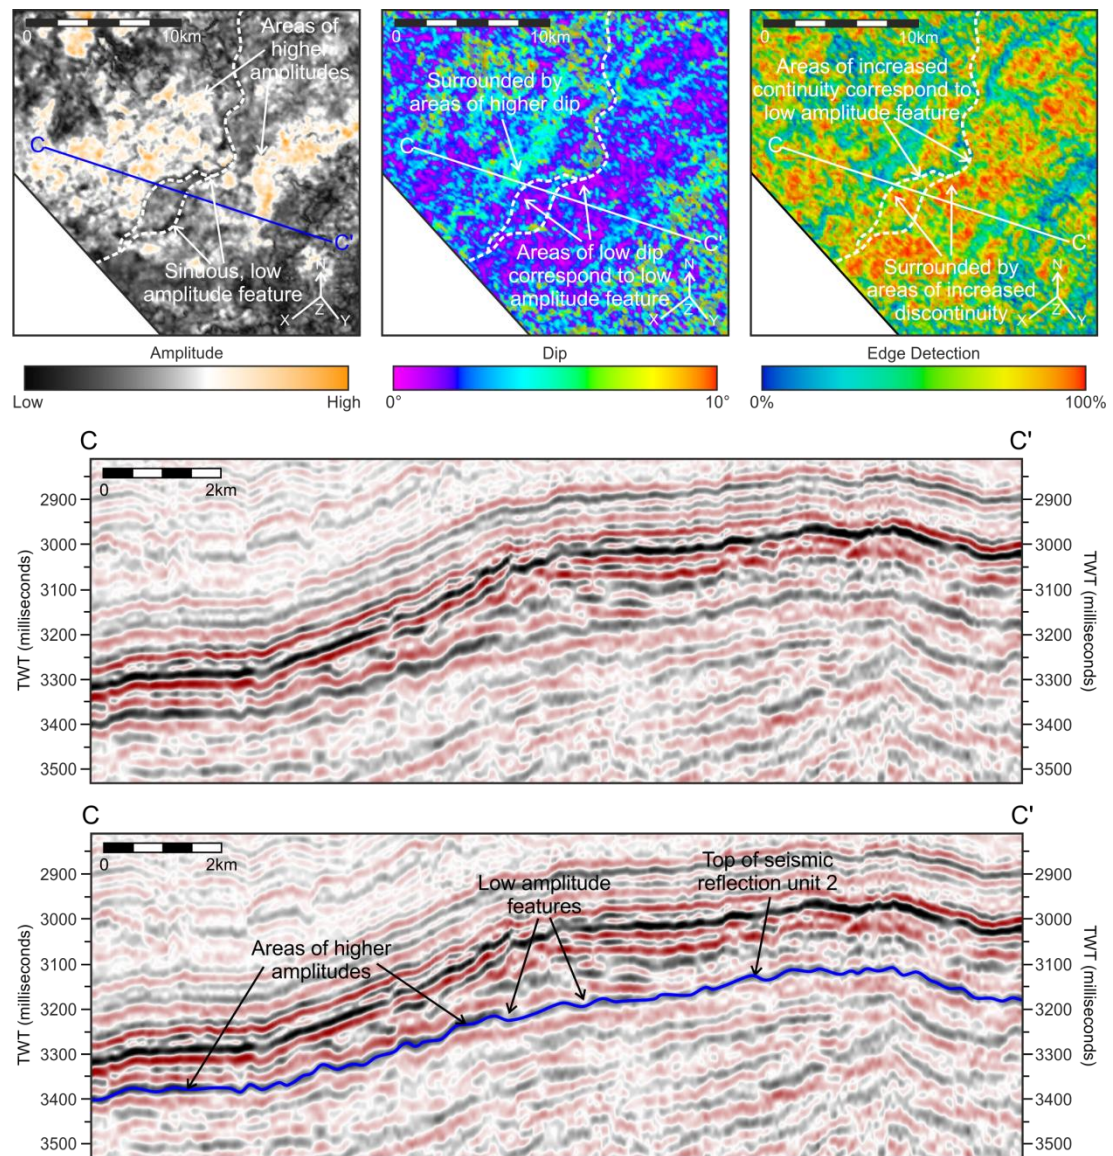 0 10km
Areas of
higher
amplitudes
C
C'
Sinuous, low
amplitude feature
N
X Z Y
Amplitude
Low High
0 10km
Surrounded by
areas of higher dip
C
C'
Areas of low dip
correspond to low
amplitude feature
N
X Z Y
Dip
0° 10°
0 10km
Areas of increased
continuity correspond to
low amplitude feature
C
C'
Surrounded by
areas of increased
discontinuity
N
X Z Y
Edge Detection
0% 100%
C C'
0 2km
TWT (milliseconds)
2900
3000
3100
3200
3300
3400
3500
2900
3000
3100
3200
3300
3400
3500
TWT (milliseconds)
C C'
0 2km
Top of seismic
reflection unit 2
Low amplitude
features
Areas of higher
amplitudes
TWT (milliseconds)
2900
3000
3100
3200
3300
3400
3500
2900
3000
3100
3200
3300
3400
3500
TWT (milliseconds)